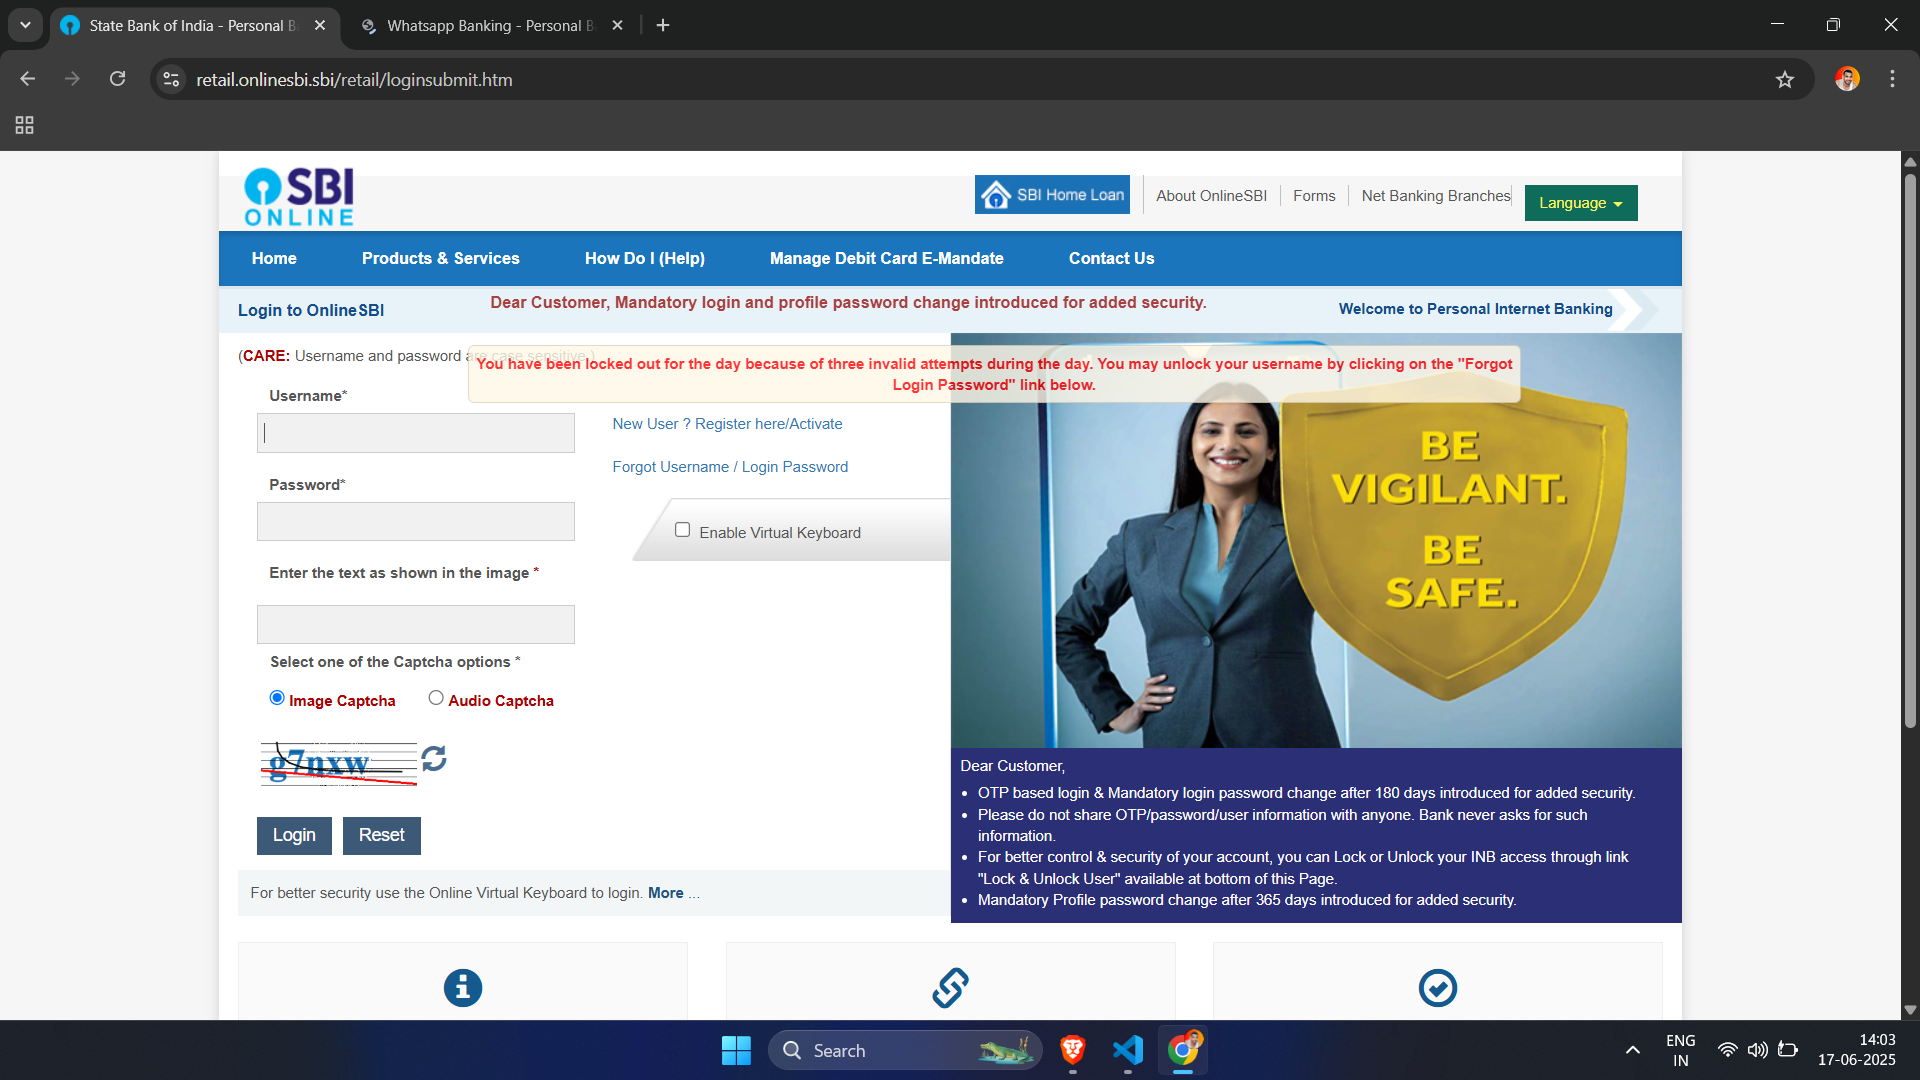 State Bank of India - Personal B
Whatsapp Banking - Personal B
retail.onlinesbi.sbi/retail/loginsubmit.htm
SBI
ONLINE
SBI Home Loan
About OnlineSBI
Forms
Net Banking Branches
Language
Home
Products & Services
How Do I (Help)
Manage Debit Card E-Mandate
Contact Us
Login to OnlineSBI
Dear Customer, Mandatory login and profile password change introduced for added security.
Welcome to Personal Internet Banking
(CARE: Username and password are case sensitive.)
You have been locked out for the day because of three invalid attempts during the day. You may unlock your username by clicking on the "Forgot
Login Password" link below.
Username*
New User ? Register here/Activate
Forgot Username / Login Password
Password*
Enable Virtual Keyboard
Enter the text as shown in the image *
Select one of the Captcha options *
Image Captcha
Audio Captcha
g7nxw
Login
Reset
For better security use the Online Virtual Keyboard to login. More ...
BE
VIGILANT.
BE
SAFE.
Dear Customer,
OTP based login & Mandatory login password change after 180 days introduced for added security.
Please do not share OTP/password/user information with anyone. Bank never asks for such
information.
For better control & security of your account, you can Lock or Unlock your INB access through link
"Lock & Unlock User" available at bottom of this Page.
Mandatory Profile password change after 365 days introduced for added security.
Search
ENG
IN
14:03
17-06-2025